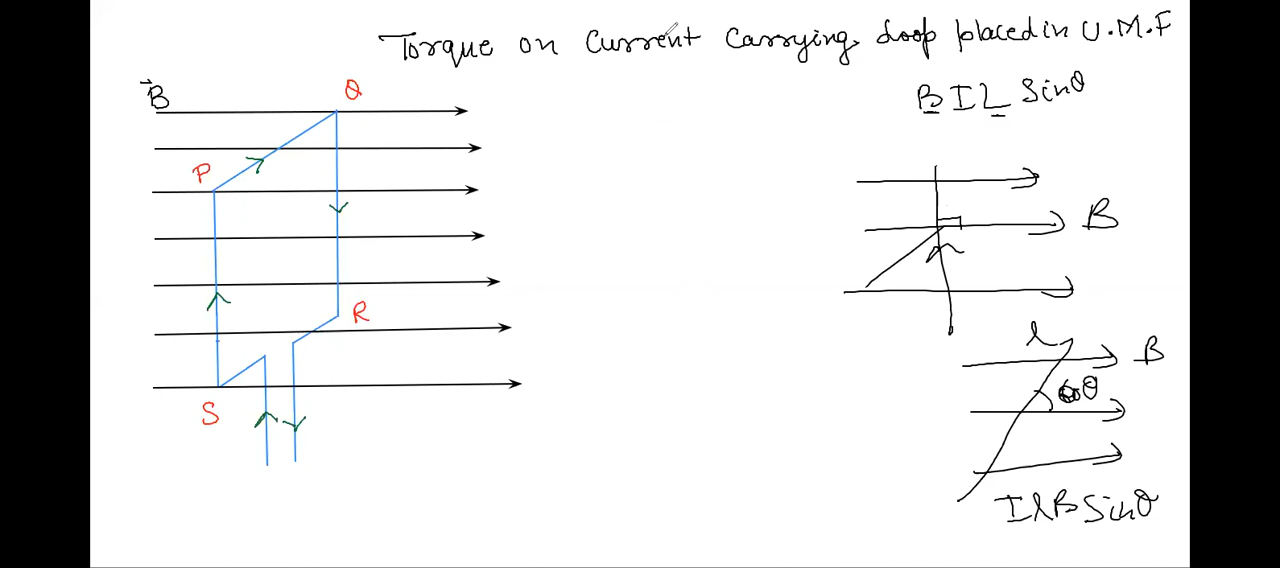 Torque on Current Carrying loop placed in U.M.F
B
Q
BIL Sinθ
P
B
R
l
B
θ
S
IlB Sinθ